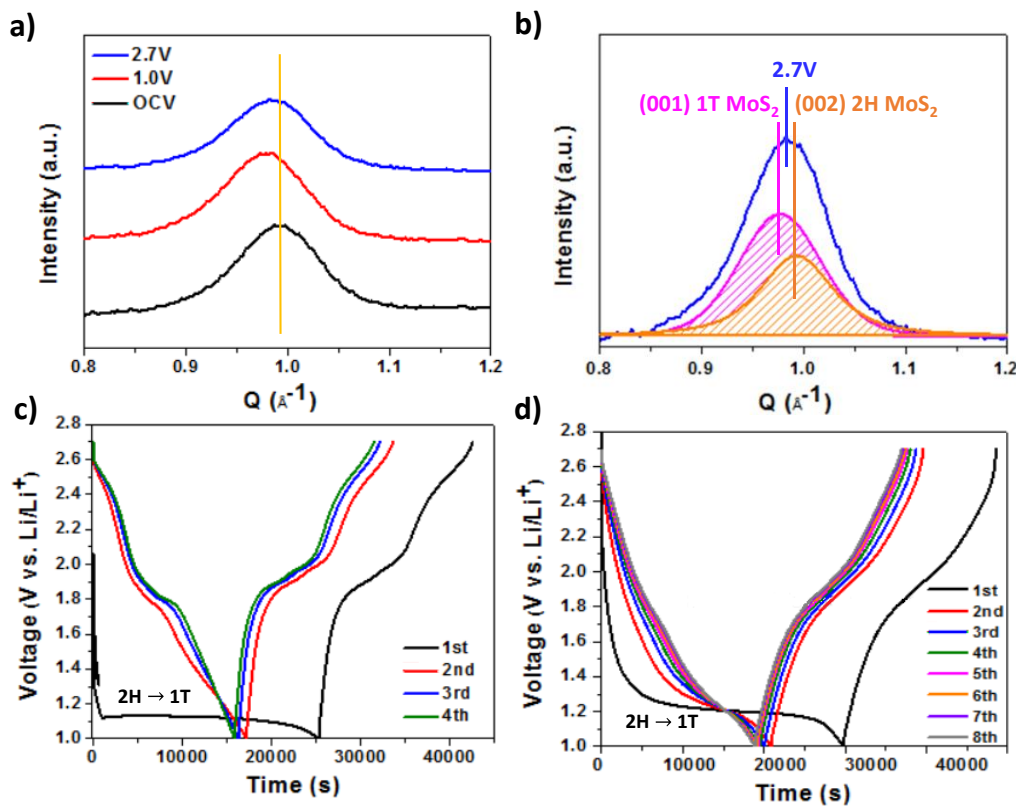 a)
2.7V
1.0V
OCV
Intensity (a.u.)
0.8 0.9 1.0 1.1 1.2
Q (Å⁻¹)
b)
2.7V
(001) 1T MoS₂ (002) 2H MoS₂
Intensity (a.u.)
0.8 0.9 1.0 1.1 1.2
Q (Å⁻¹)
c)
Voltage (V vs. Li/Li⁺)
2.8
2.6
2.4
2.2
2.0
1.8
1.6
1.4
1.2
1.0
2H → 1T
1st
2nd
3rd
4th
0 10000 20000 30000 40000
Time (s)
d)
Voltage (V vs. Li/Li⁺)
2.8
2.6
2.4
2.2
2.0
1.8
1.6
1.4
1.2
1.0
2H → 1T
1st
2nd
3rd
4th
5th
6th
7th
8th
0 10000 20000 30000 40000
Time (s)